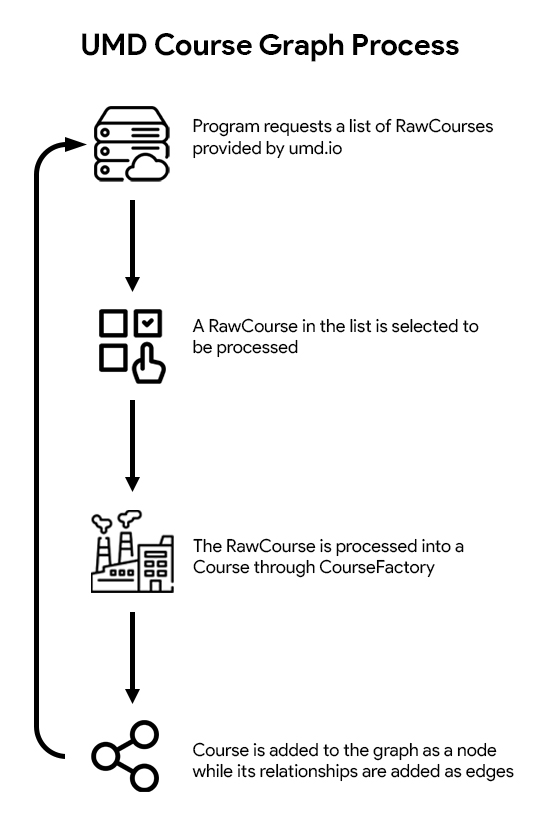 UMD Course Graph Process
Program requests a list of RawCourses
provided by umd.io
A RawCourse in the list is selected to
be processed
The RawCourse is processed into a
Course through CourseFactory
Course is added to the graph as a node
while its relationships are added as edges